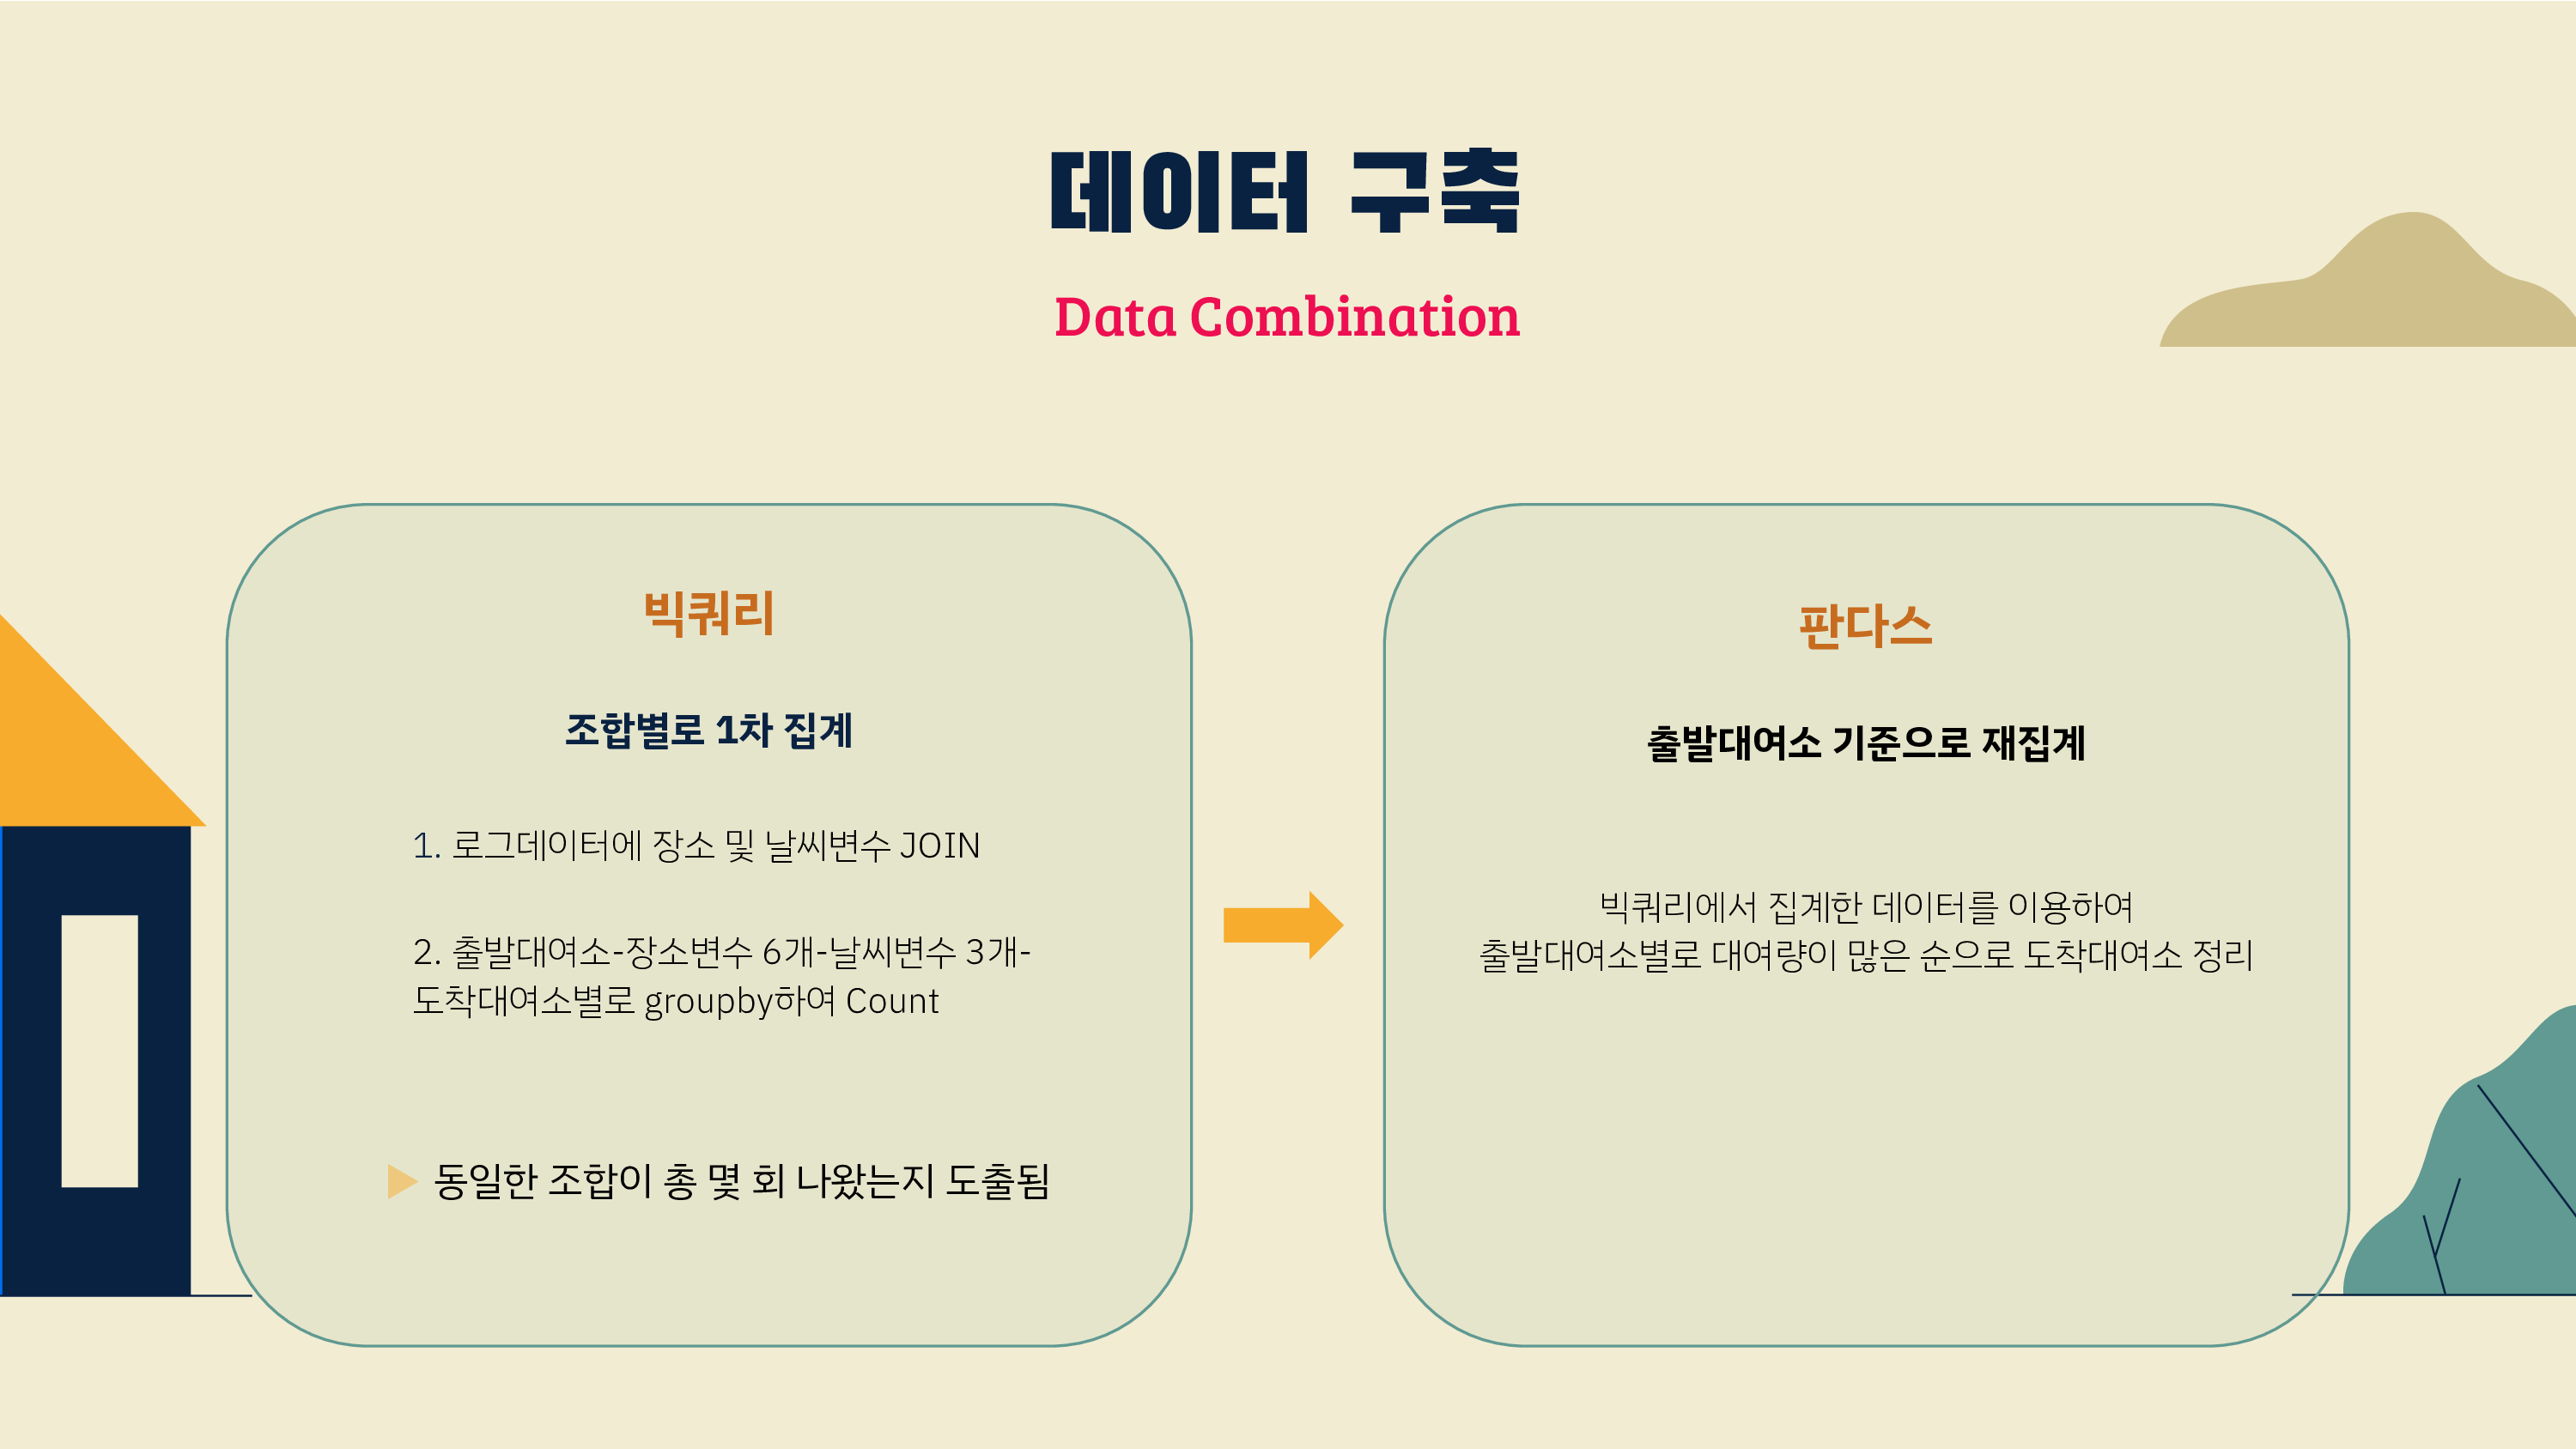 데이터 구축
Data Combination
빅쿼리
조합별로 1차 집계
1. 로그데이터에 장소 및 날씨변수 JOIN
2. 출발대여소-장소변수 6개-날씨변수 3개-
도착대여소별로 groupby하여 Count
동일한 조합이 총 몇 회 나왔는지 도출됨
판다스
출발대여소 기준으로 재집계
빅쿼리에서 집계한 데이터를 이용하여
출발대여소별로 대여량이 많은 순으로 도착대여소 정리